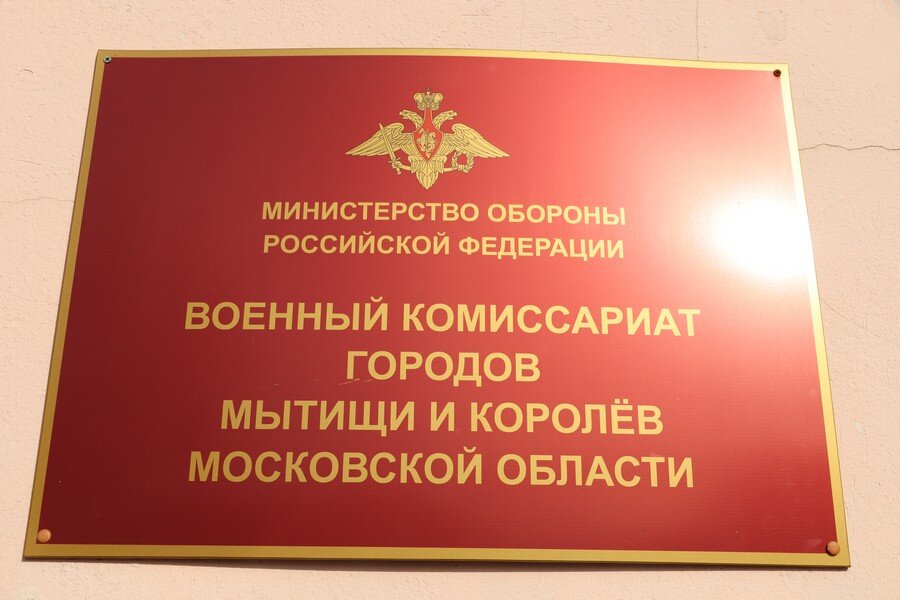 МИНИСТЕРСТВО ОБОРОНЫ
РОССИЙСКОЙ ФЕДЕРАЦИИ
ВОЕННЫЙ КОМИССАРИАТ
ГОРОДОВ
МЫТИЩИ И КОРОЛЁВ
МОСКОВСКОЙ ОБЛАСТИ